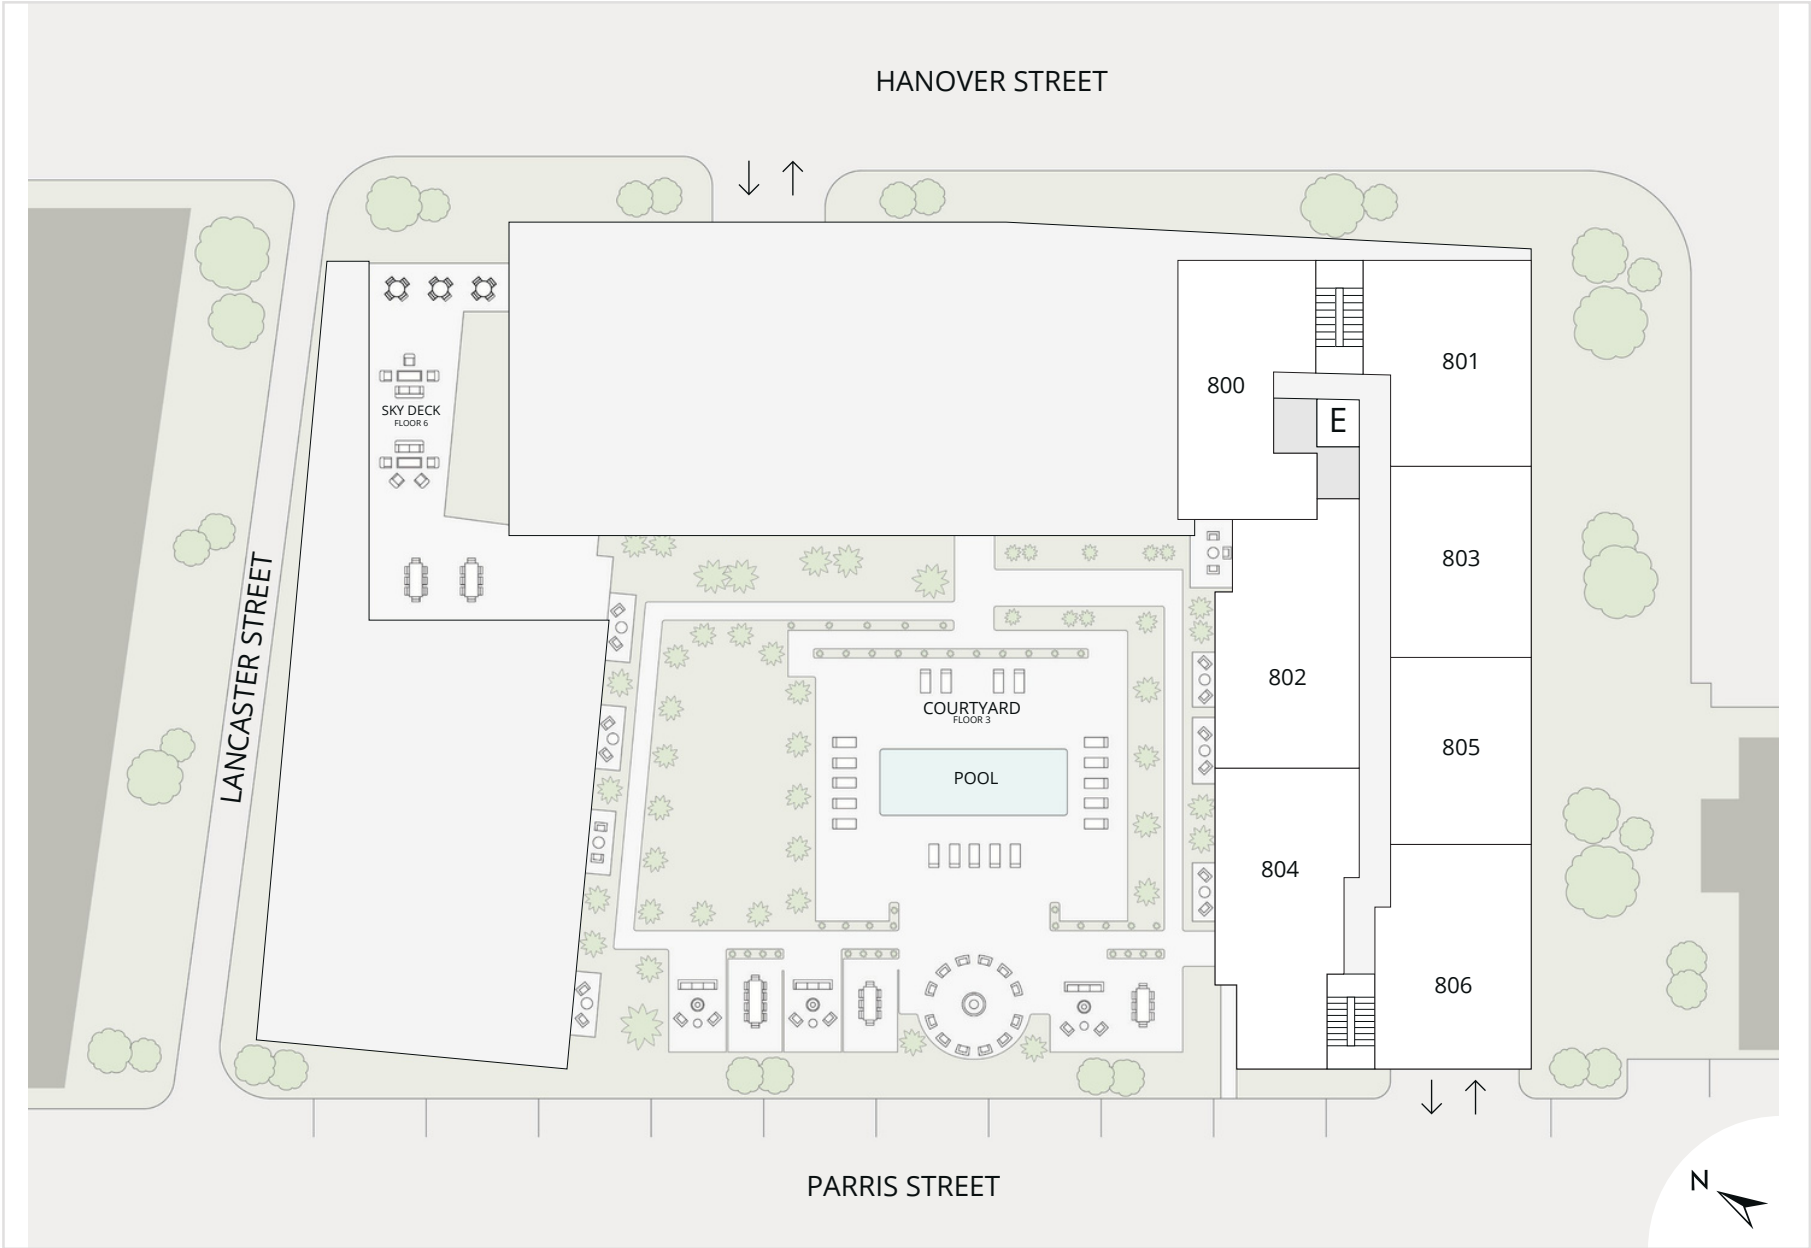 HANOVER STREET
801
800
SKY DECK
FLOOR 6
E
803
LANCASTER STREET
802
COURTYARD
FLOOR 3
805
POOL
804
806
PARRIS STREET
N